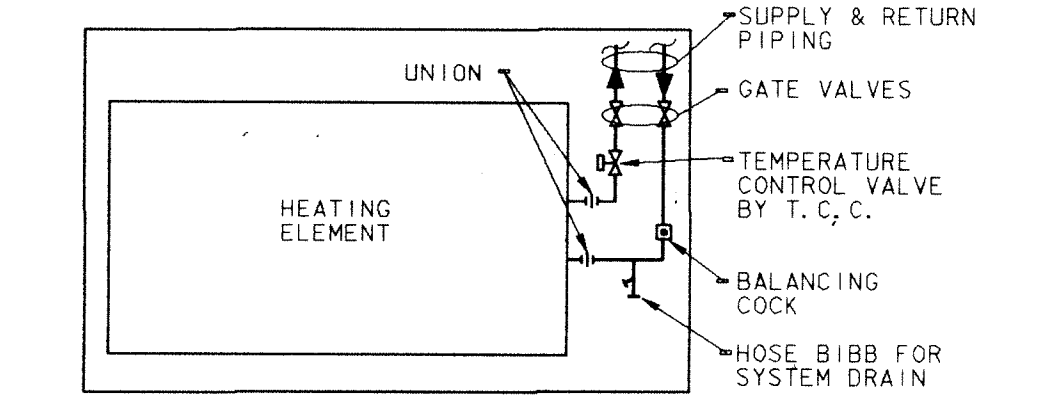 SUPPLY & RETURN
PIPING
UNION
GATE VALVES
TEMPERATURE
CONTROL VALVE
BY T.C.C.
HEATING
ELEMENT
BALANCING
COCK
HOSE BIBB FOR
SYSTEM DRAIN